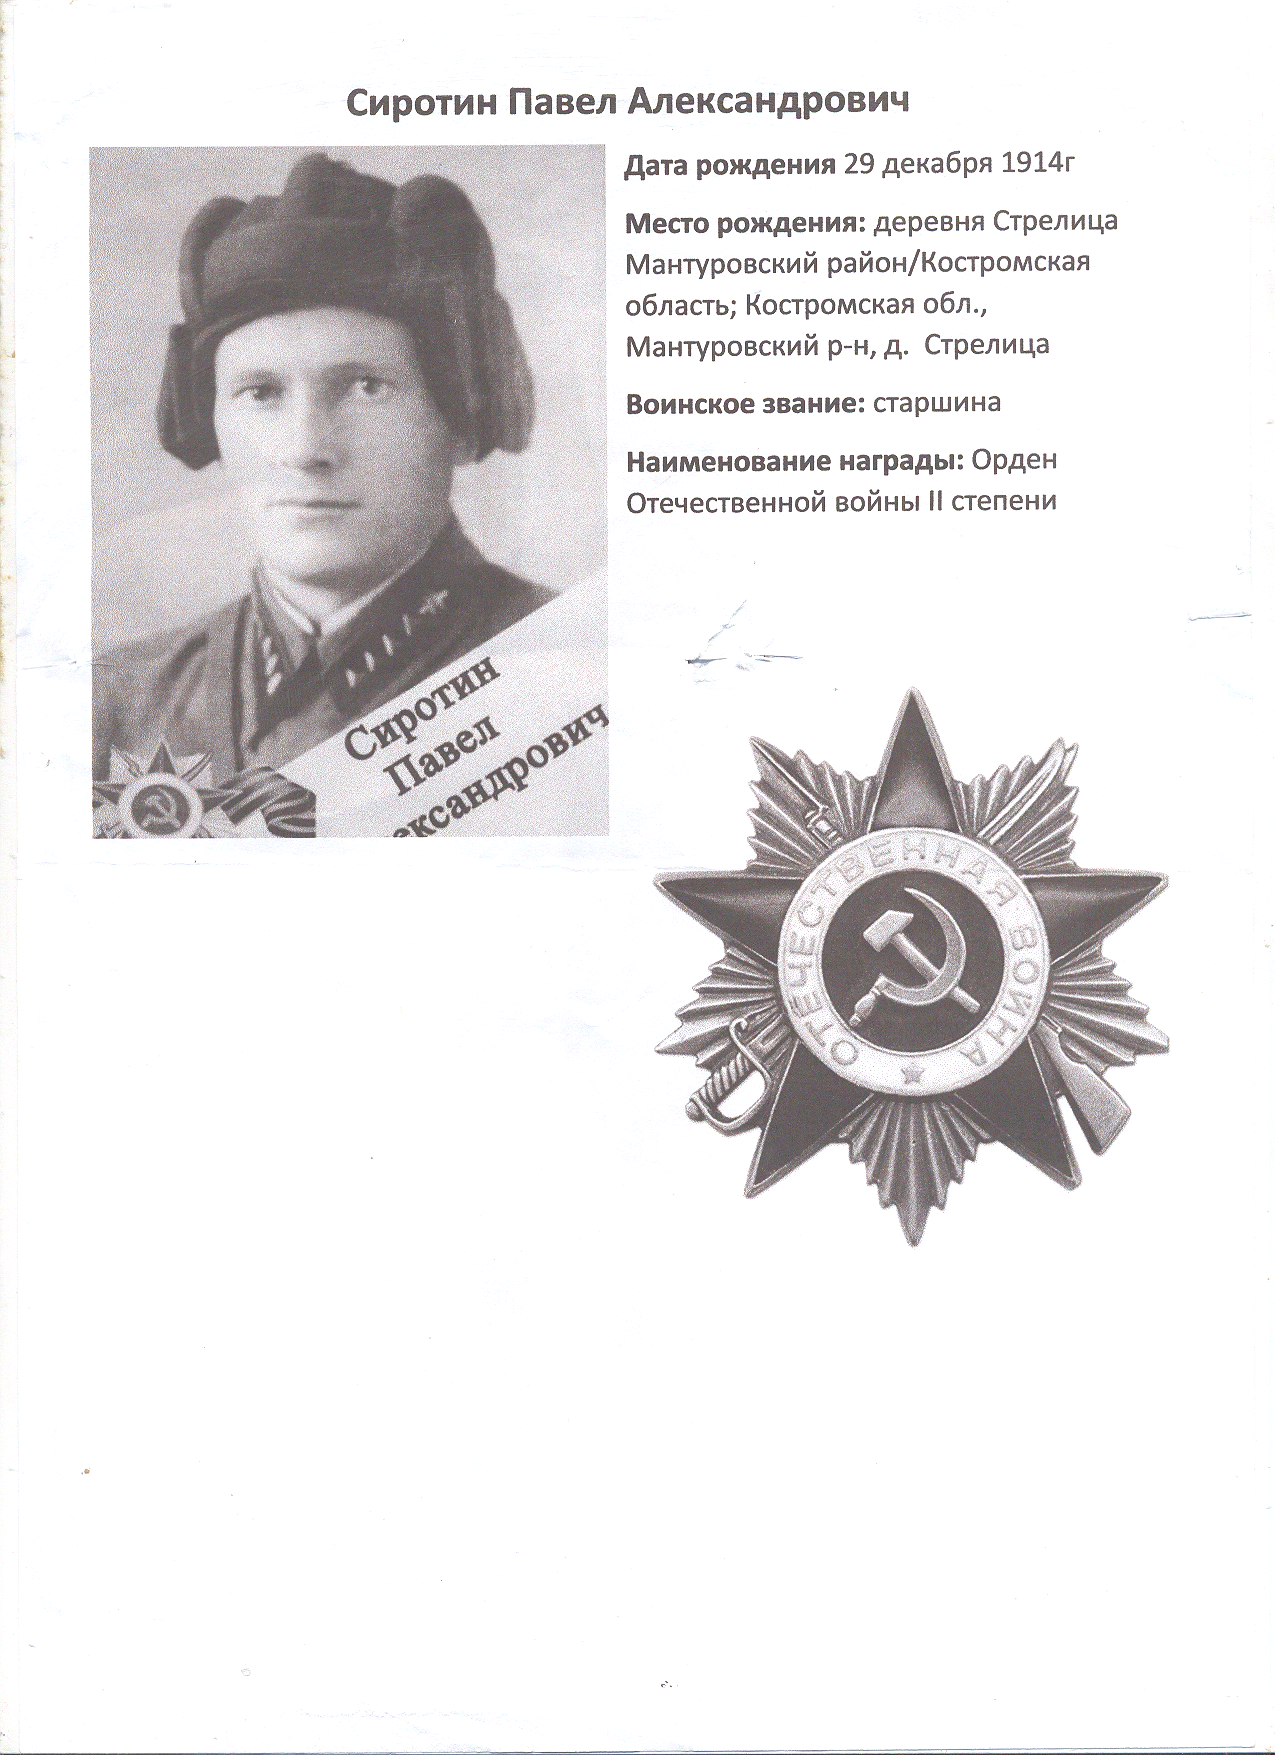 Сиротин Павел Александрович
Дата рождения 29 декабря 1914г
Место рождения: деревня Стрелица
Мантуровский район/Костромская
область; Костромская обл.,
Мантуровский р-н, д. Стрелица
Воинское звание: старшина
Наименование награды: Орден
Отечественной войны II степени
Сиротин
Павел
ександрович
ОТЕЧЕСТВЕННАЯ ВОЙНА